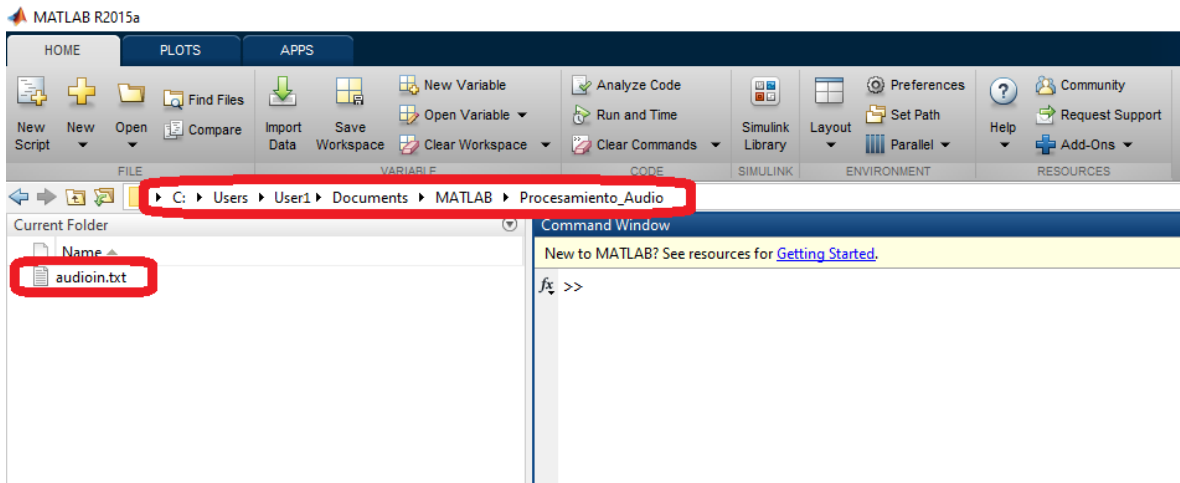 MATLAB R2015a
HOME PLOTS APPS
New Script
New
Open
Find Files
Compare
FILE
Import Data
Save Workspace
New Variable
Open Variable
Clear Workspace
VARIABLE
Analyze Code
Run and Time
Clear Commands
CODE
Simulink Library
SIMULINK
Layout
Preferences
Set Path
Parallel
ENVIRONMENT
Help
Community
Request Support
Add-Ons
RESOURCES
C: Users User1 Documents MATLAB Procesamiento_Audio
Current Folder
Name
audioin.txt
Command Window
New to MATLAB? See resources for Getting Started.
fx >>